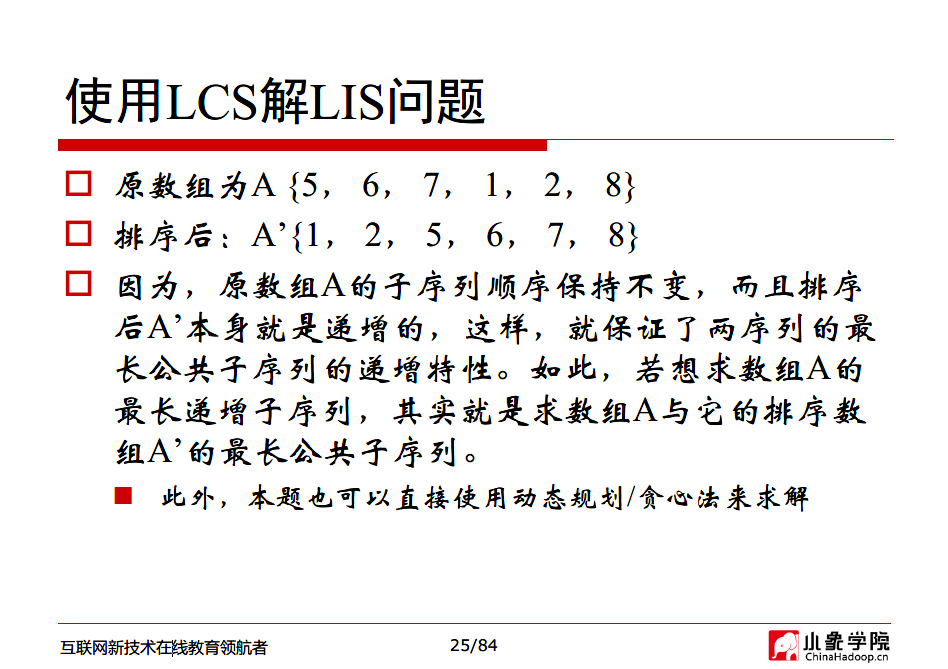 使用LCS解LIS问题
原数组为A {5， 6， 7， 1， 2， 8}
排序后：A’{1， 2， 5， 6， 7， 8}
因为，原数组A的子序列顺序保持不变，而且排序
后A’本身就是递增的，这样，就保证了两序列的最
长公共子序列的递增特性。如此，若想求数组A的
最长递增子序列，其实就是求数组A与它的排序数
组A’的最长公共子序列。
此外，本题也可以直接使用动态规划/贪心法来求解
互联网新技术在线教育领航者
25/84
小象学院
ChinaHadoop.cn